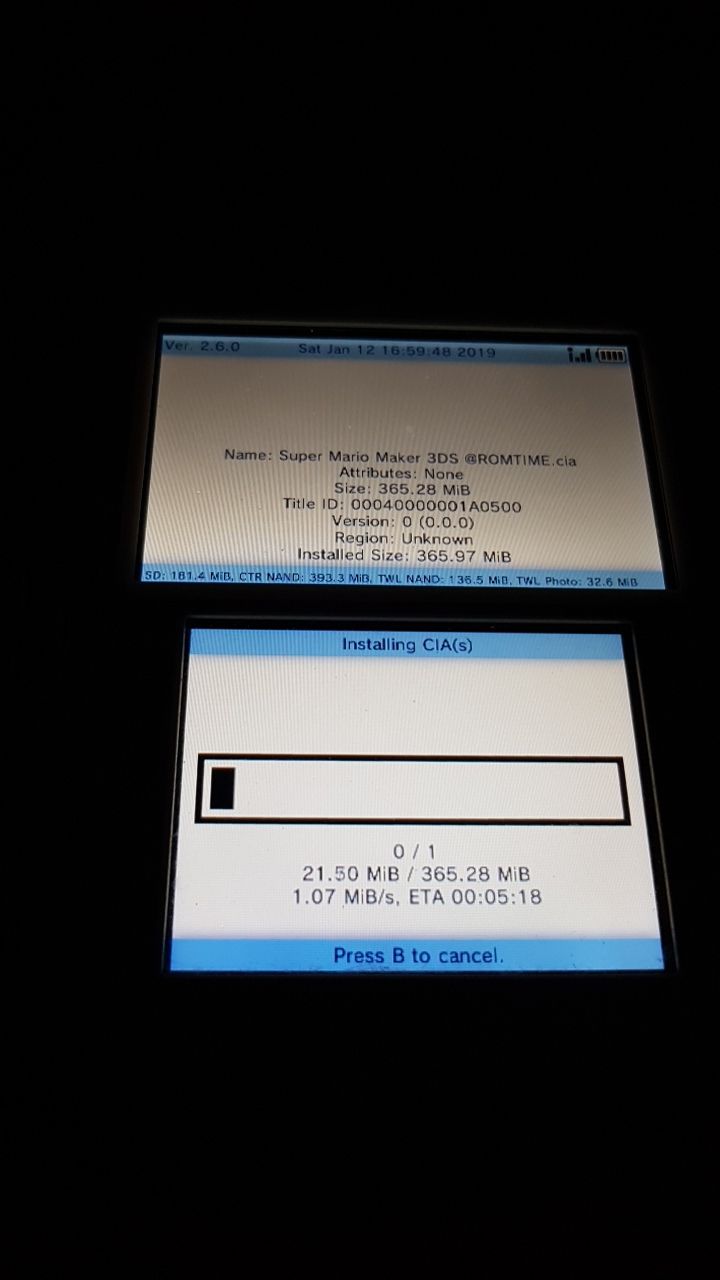 Ver. 2.6.0 Sat Jan 12 16:59:48 2019
Name: Super Mario Maker 3DS @ROMTIME.cia
Attributes: None
Size: 365.28 MiB
Title ID: 00040000001A0500
Version: 0 (0.0.0)
Region: Unknown
Installed Size: 365.97 MiB
SD: 181.4 MiB, CTR NAND: 393.3 MiB, TWL NAND: 136.5 MiB, TWL Photo: 32.6 MiB
Installing CIA(s)
0 / 1
21.50 MiB / 365.28 MiB
1.07 MiB/s, ETA 00:05:18
Press B to cancel.